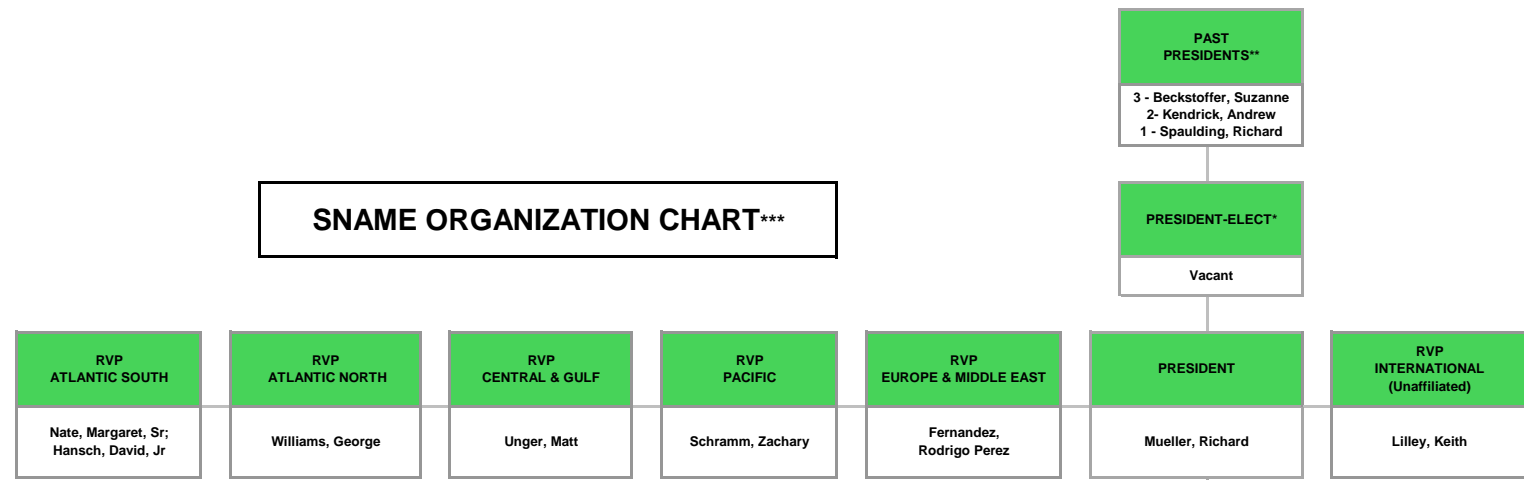 PAST
PRESIDENTS**
3 - Beckstoffer, Suzanne
2- Kendrick, Andrew
1 - Spaulding, Richard
SNAME ORGANIZATION CHART***
PRESIDENT-ELECT*
Vacant
RVP
ATLANTIC SOUTH
Nate, Margaret, Sr;
Hansch, David, Jr
RVP
ATLANTIC NORTH
Williams, George
RVP
CENTRAL & GULF
Unger, Matt
RVP
PACIFIC
Schramm, Zachary
RVP
EUROPE & MIDDLE EAST
Fernandez,
Rodrigo Perez
PRESIDENT
Mueller, Richard
RVP
INTERNATIONAL
(Unaffiliated)
Lilley, Keith